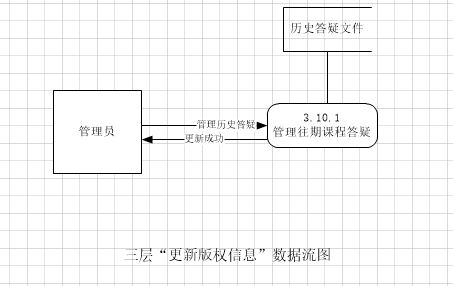 历史答疑文件
管理员
管理历史答疑
更新成功
3.10.1
管理往期课程答疑
三层“更新版权信息”数据流图